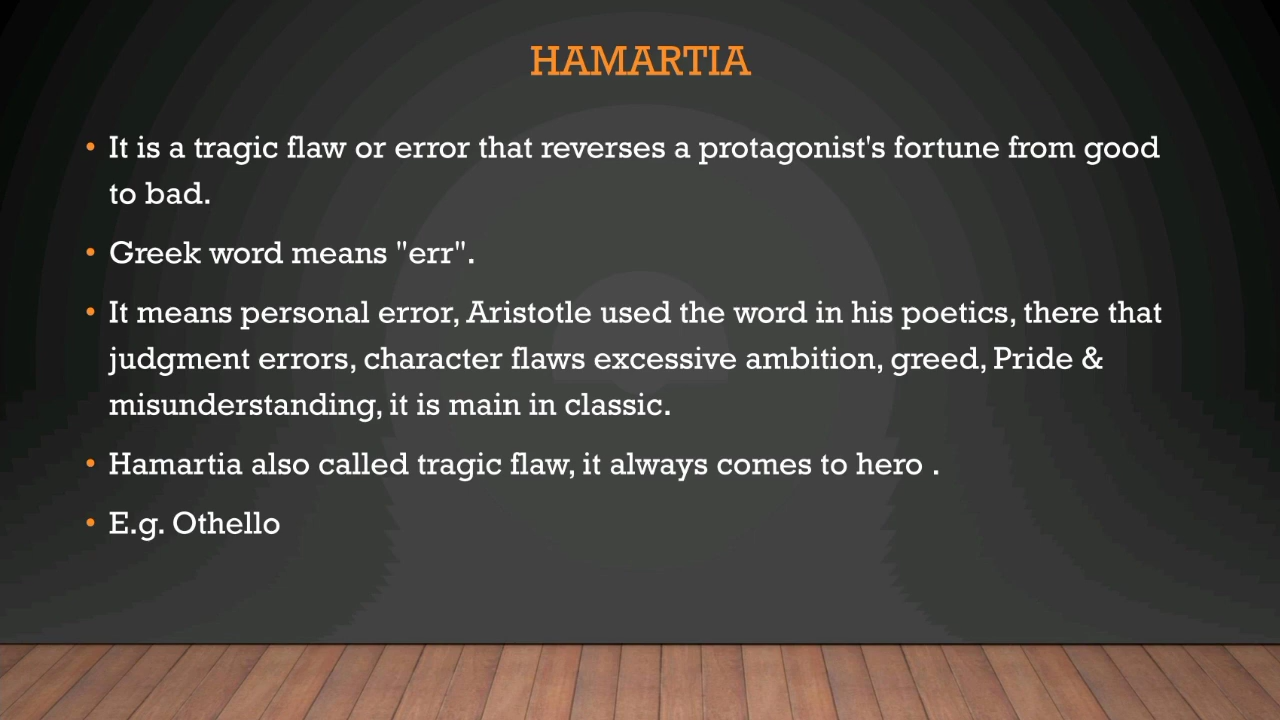 HAMARTIA
• It is a tragic flaw or error that reverses a protagonist's fortune from good
to bad.
• Greek word means "err".
• It means personal error, Aristotle used the word in his poetics, there that
judgment errors, character flaws excessive ambition, greed, Pride &
misunderstanding, it is main in classic.
• Hamartia also called tragic flaw, it always comes to hero .
• E.g. Othello